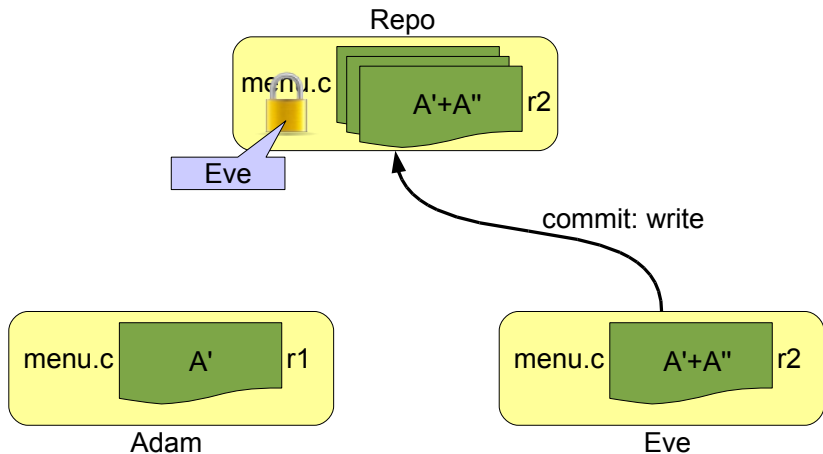 Repo
menu.c A'+A" r2
Eve
commit: write
menu.c A' r1
menu.c A'+A" r2
Adam
Eve